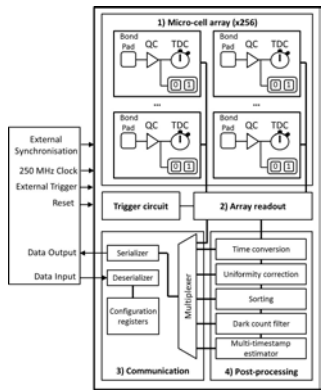 1) Micro-cell array (x256)
Bond Pad QC TDC
0 1
Bond Pad QC TDC
0 1
...
...
Bond Pad QC TDC
0 1
Bond Pad QC TDC
0 1
External Synchronisation
250 MHz Clock
External Trigger
Reset
Data Output
Data Input
Trigger circuit
2) Array readout
Serializer
Deserializer
Configuration registers
Multiplexer
3) Communication
Time conversion
Uniformity correction
Sorting
Dark count filter
Multi-timestamp estimator
4) Post-processing